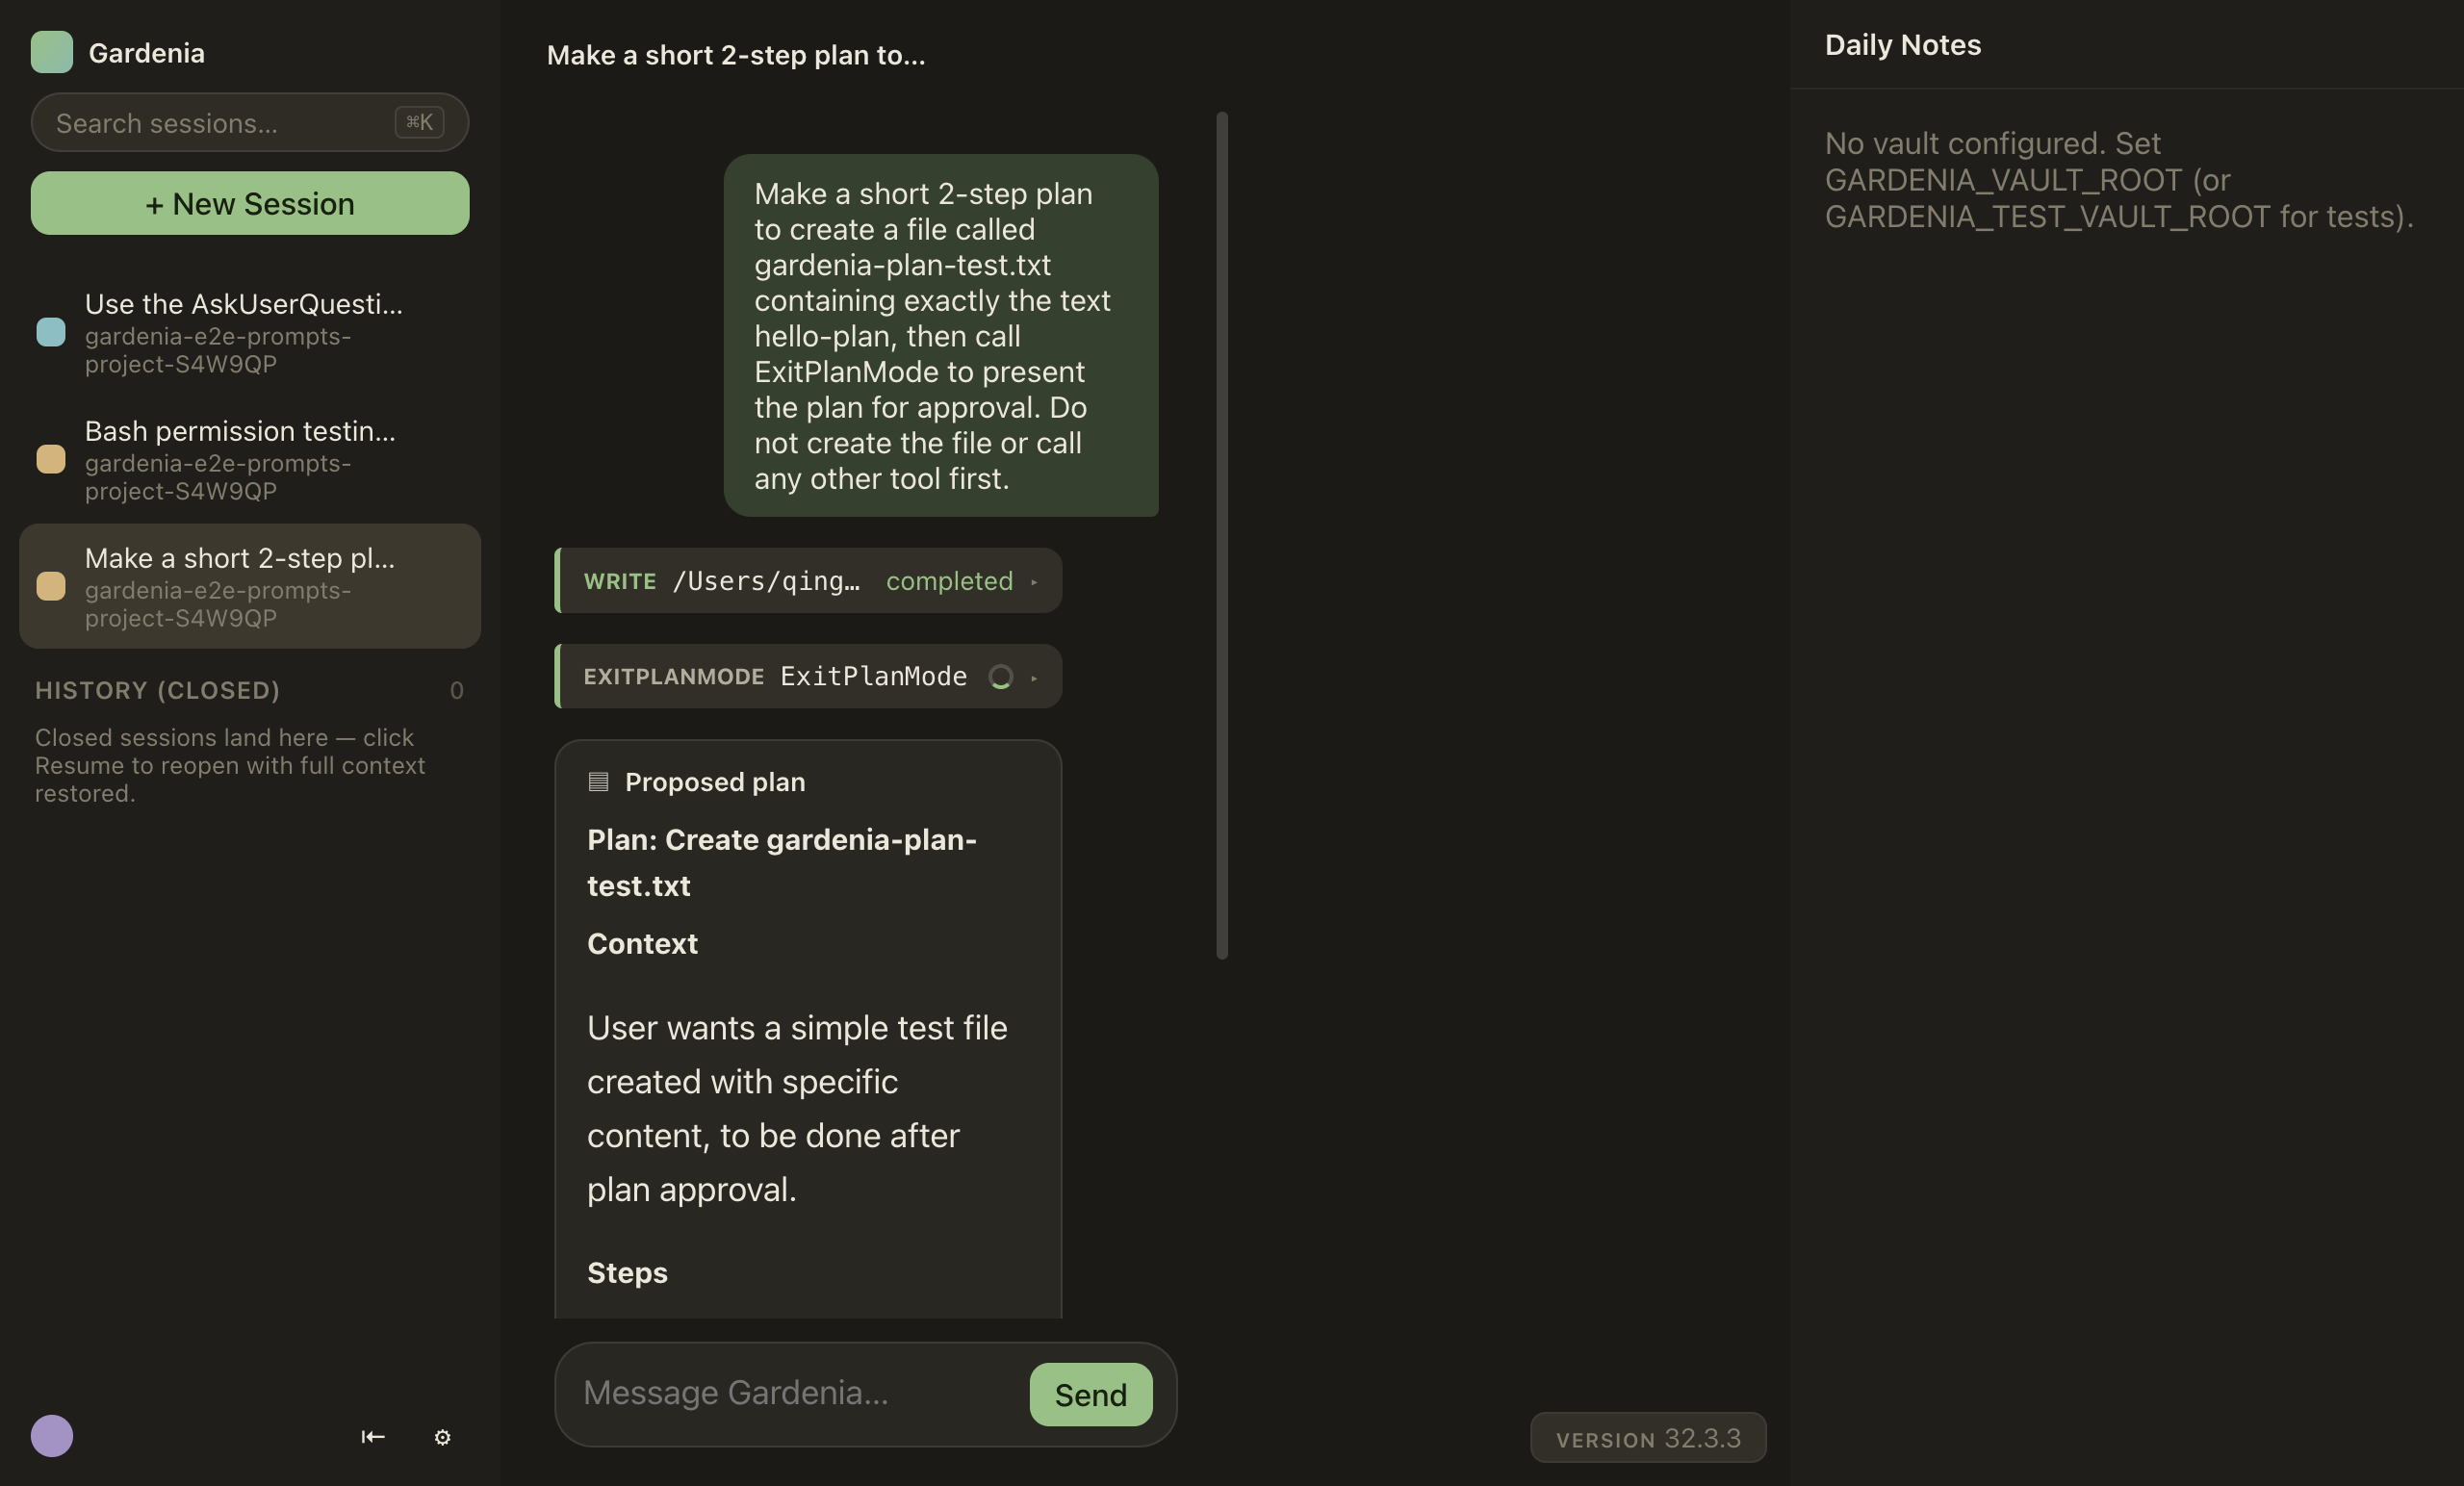 Gardenia
Search sessions...
⌘K
+ New Session
Use the AskUserQuesti...
gardenia-e2e-prompts-
project-S4W9QP
Bash permission testin...
gardenia-e2e-prompts-
project-S4W9QP
Make a short 2-step pl...
gardenia-e2e-prompts-
project-S4W9QP
HISTORY (CLOSED) 0
Closed sessions land here — click
Resume to reopen with full context
restored.
Make a short 2-step plan to...
Make a short 2-step plan
to create a file called
gardenia-plan-test.txt
containing exactly the text
hello-plan, then call
ExitPlanMode to present
the plan for approval. Do
not create the file or call
any other tool first.
WRITE /Users/qing… completed
EXITPLANMODE ExitPlanMode
Proposed plan
Plan: Create gardenia-plan-
test.txt
Context
User wants a simple test file
created with specific
content, to be done after
plan approval.
Steps
Message Gardenia...
Send
VERSION 32.3.3
Daily Notes
No vault configured. Set
GARDENIA_VAULT_ROOT (or
GARDENIA_TEST_VAULT_ROOT for tests).